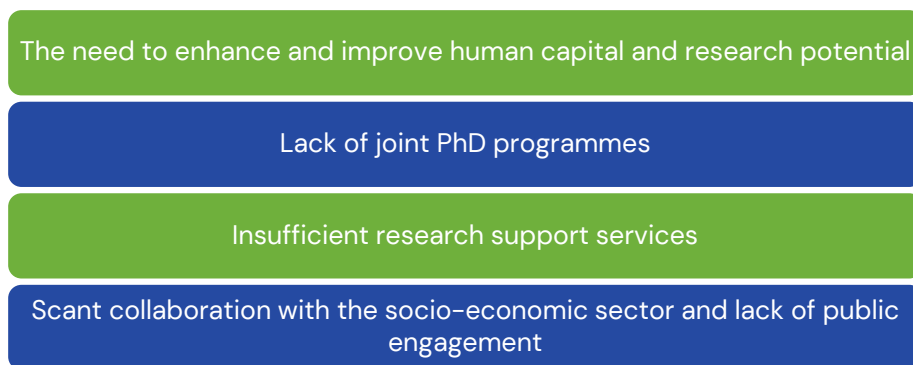 The need to enhance and improve human capital and research potential
Lack of joint PhD programmes
Insufficient research support services
Scant collaboration with the socio-economic sector and lack of public
engagement